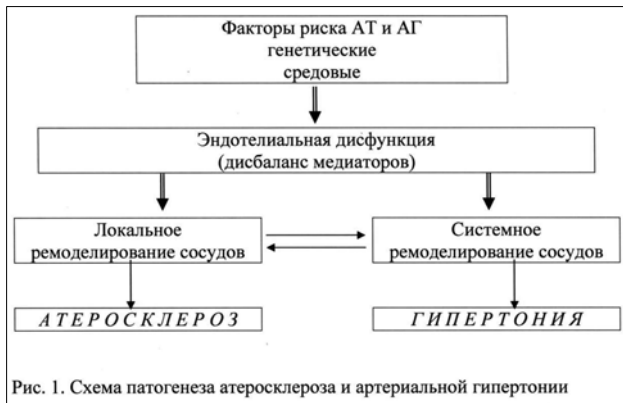 Факторы риска АТ и АГ
генетические
средовые
Эндотелиальная дисфункция
(дисбаланс медиаторов)
Локальное
ремоделирование сосудов
Системное
ремоделирование сосудов
АТЕРОСКЛЕРОЗ
ГИПЕРТОНИЯ
Рис. 1. Схема патогенеза атеросклероза и артериальной гипертонии